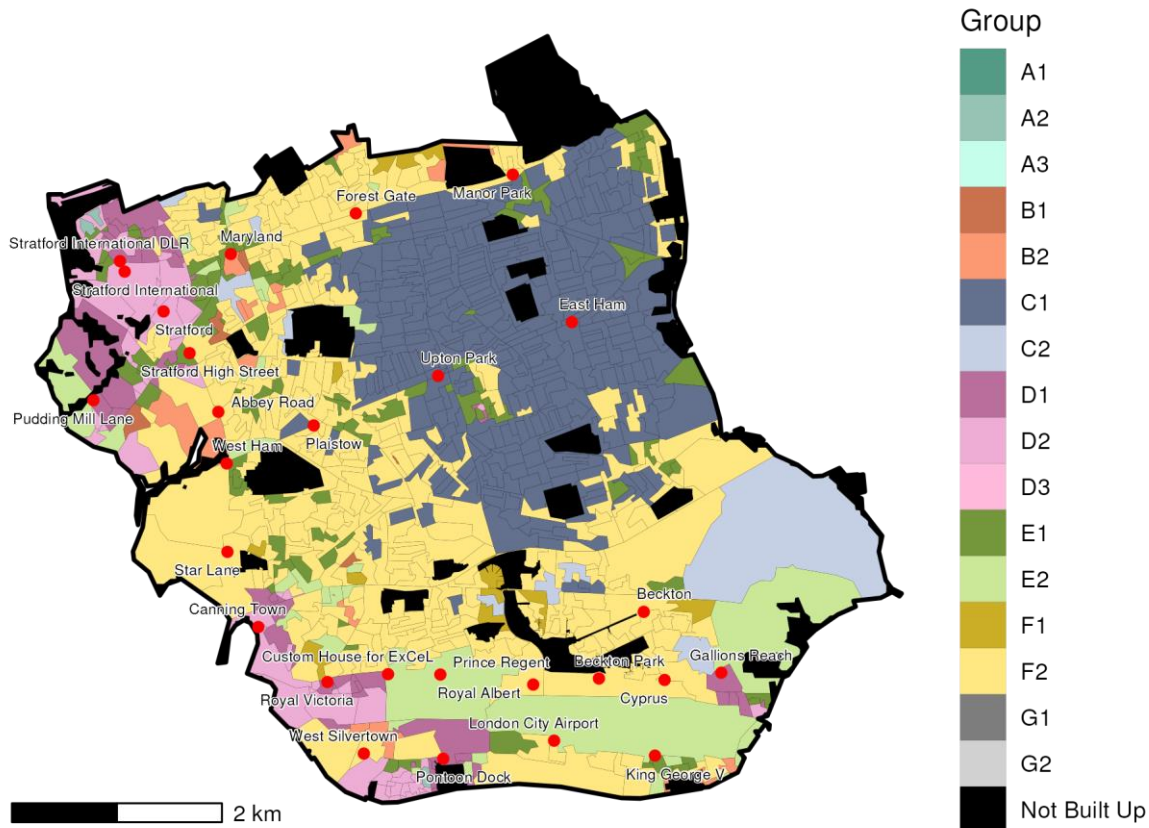 Group
A1
A2
A3
B1
B2
C1
C2
D1
D2
D3
E1
E2
F1
F2
G1
G2
Not Built Up
Manor Park
Forest Gate
Maryland
Stratford International DLR
Stratford International
East Ham
Stratford
Upton Park
Stratford High Street
Abbey Road
Pudding Mill Lane
Plaistow
West Ham
Star Lane
Beckton
Canning Town
Custom House for ExCeL
Prince Regent
Beckton Park
Gallions Reach
Royal Victoria
Royal Albert
Cyprus
London City Airport
West Silvertown
Pontoon Dock
King George V
2 km